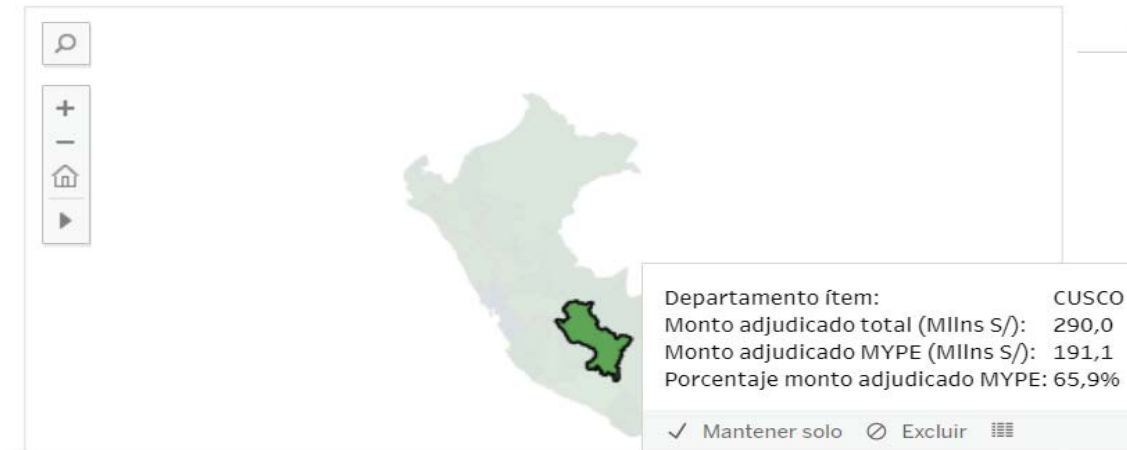 Departamento ítem: CUSCO
Monto adjudicado total (Mllns S/): 290,0
Monto adjudicado MYPE (Mllns S/): 191,1
Porcentaje monto adjudicado MYPE: 65,9%
Mantener solo Excluir